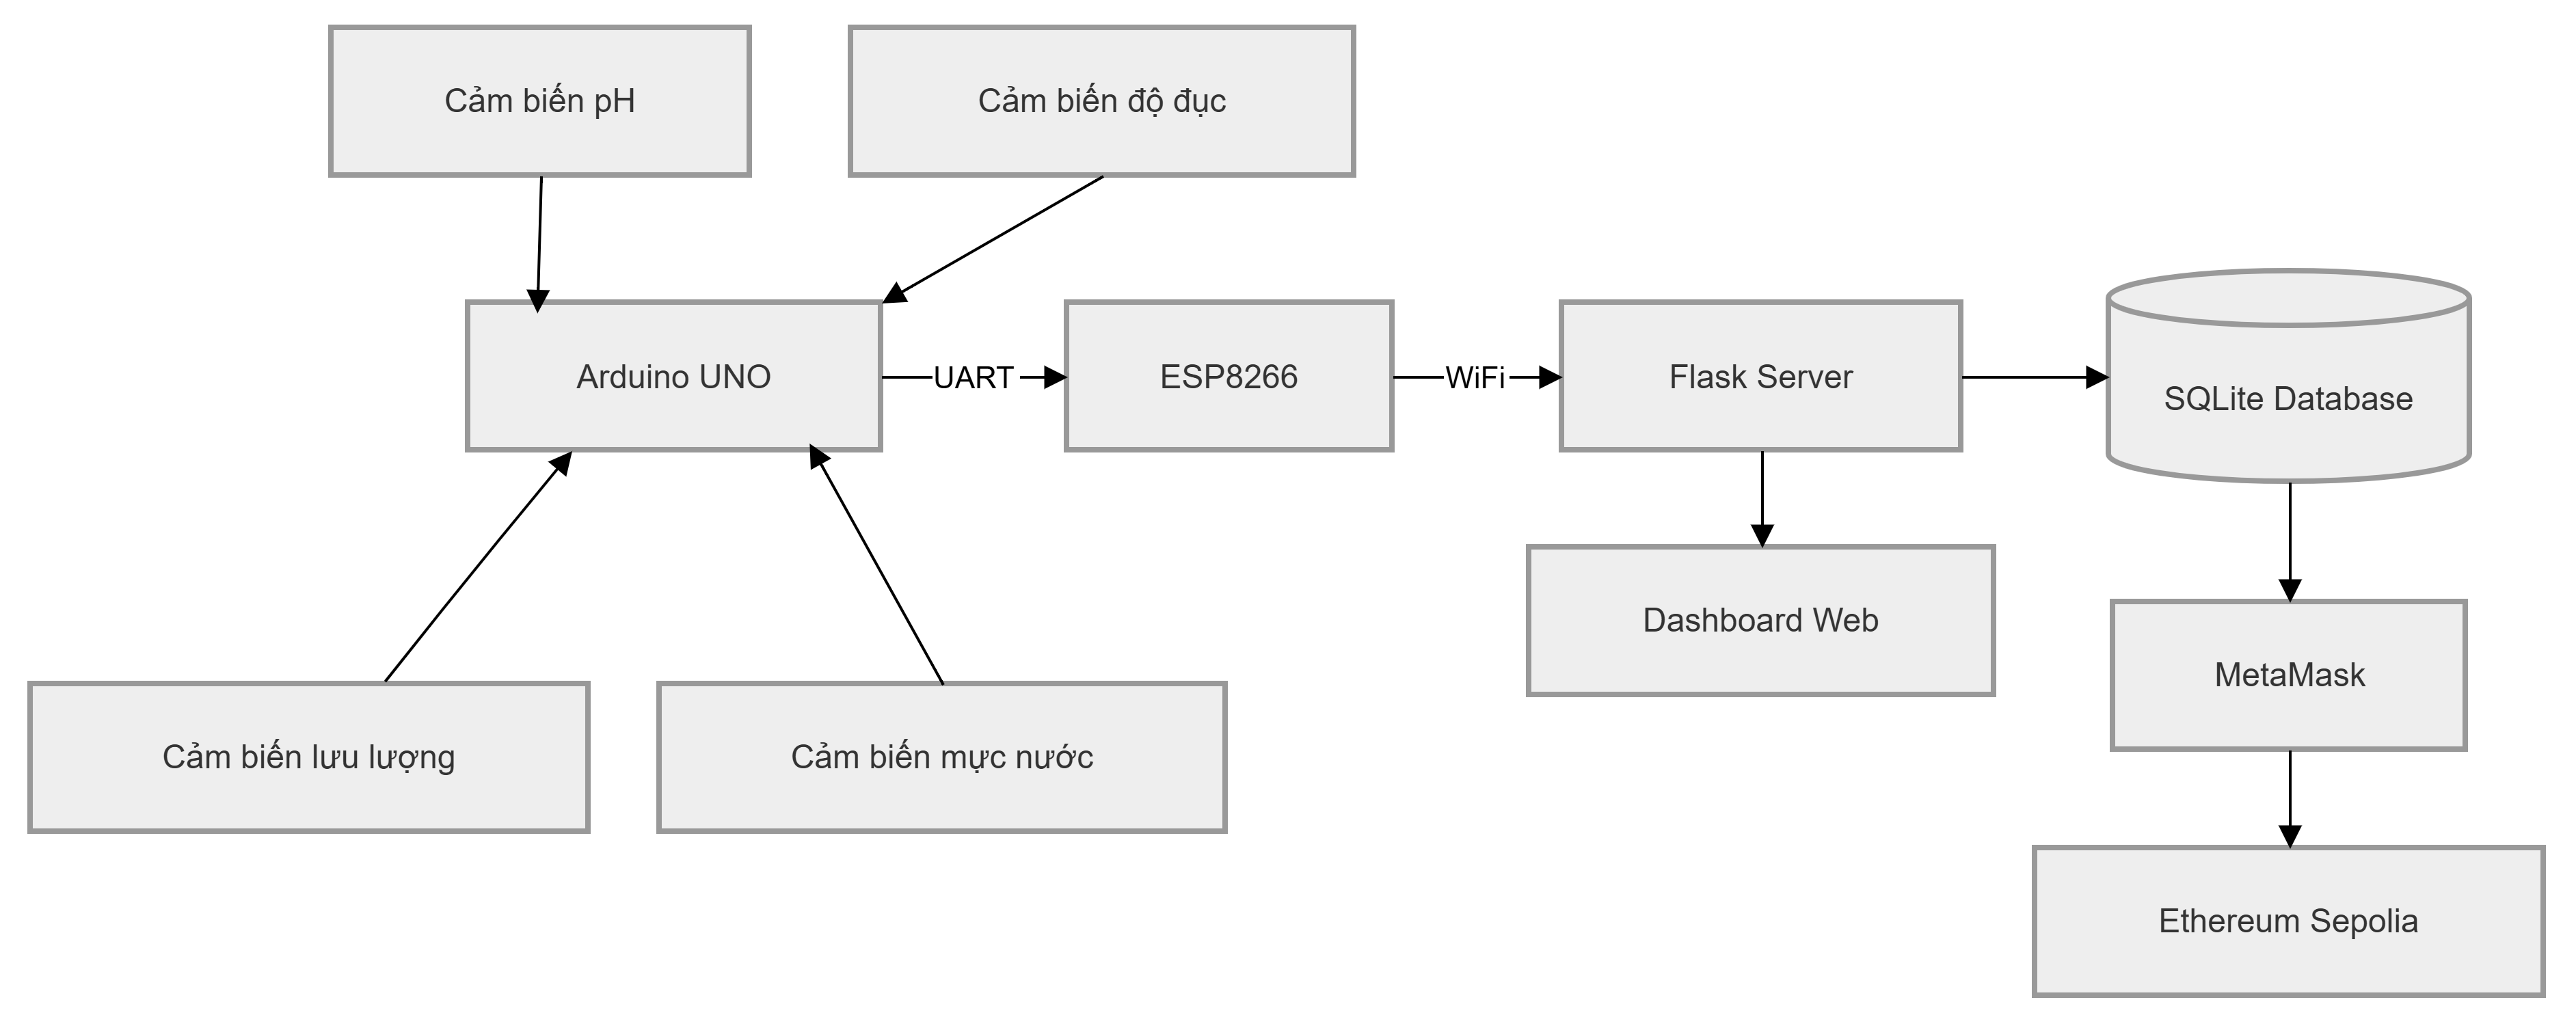 Cảm biến pH
Cảm biến độ đục
Arduino UNO
UART
ESP8266
WiFi
Flask Server
SQLite Database
Dashboard Web
MetaMask
Cảm biến lưu lượng
Cảm biến mực nước
Ethereum Sepolia